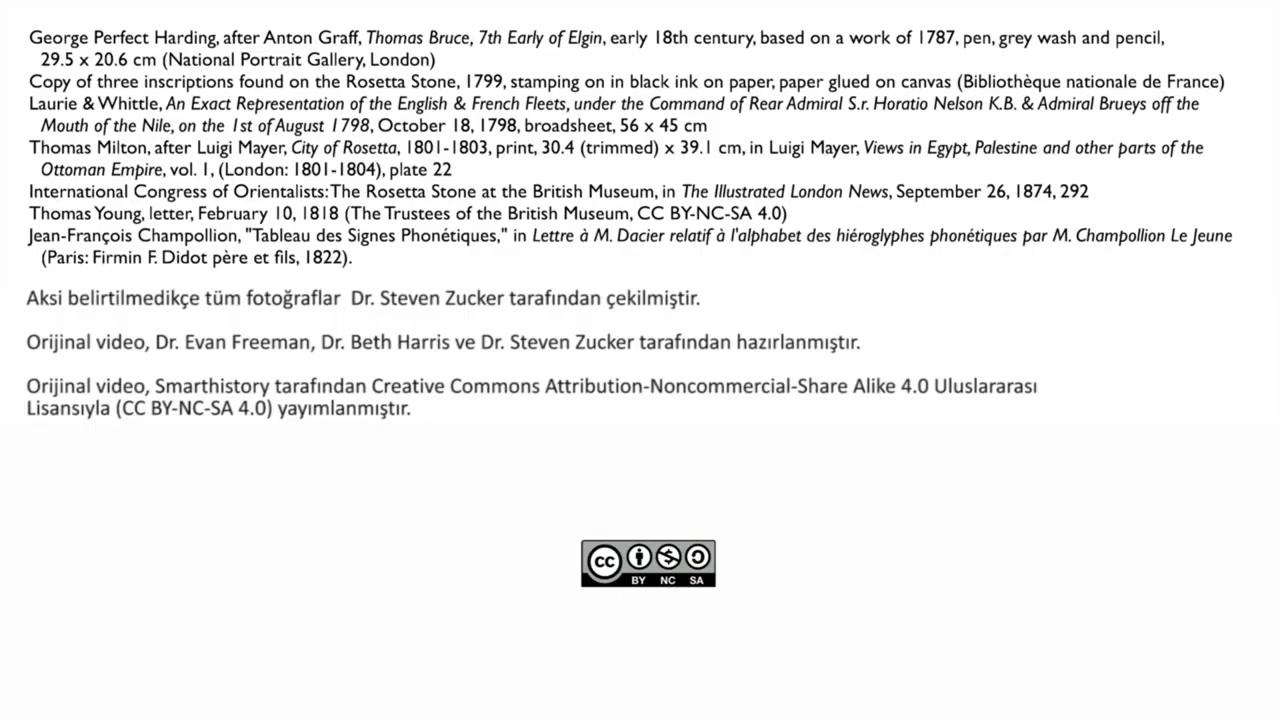 George Perfect Harding, after Anton Graff, Thomas Bruce, 7th Early of Elgin, early 18th century, based on a work of 1787, pen, grey wash and pencil,
29.5 x 20.6 cm (National Portrait Gallery, London)
Copy of three inscriptions found on the Rosetta Stone, 1799, stamping on in black ink on paper, paper glued on canvas (Bibliothèque nationale de France)
Laurie & Whittle, An Exact Representation of the English & French Fleets, under the Command of Rear Admiral S.r. Horatio Nelson K.B. & Admiral Brueys off the
Mouth of the Nile, on the 1st of August 1798, October 18, 1798, broadsheet, 56 x 45 cm
Thomas Milton, after Luigi Mayer, City of Rosetta, 1801-1803, print, 30.4 (trimmed) x 39.1 cm, in Luigi Mayer, Views in Egypt, Palestine and other parts of the
Ottoman Empire, vol. 1, (London: 1801-1804), plate 22
International Congress of Orientalists: The Rosetta Stone at the British Museum, in The Illustrated London News, September 26, 1874, 292
Thomas Young, letter, February 10, 1818 (The Trustees of the British Museum, CC BY-NC-SA 4.0)
Jean-François Champollion, "Tableau des Signes Phonétiques," in Lettre à M. Dacier relatif à l'alphabet des hiéroglyphes phonétiques par M. Champollion Le Jeune
(Paris: Firmin F. Didot père et fils, 1822).
Aksi belirtilmedikçe tüm fotoğraflar Dr. Steven Zucker tarafından çekilmiştir.
Orijinal video, Dr. Evan Freeman, Dr. Beth Harris ve Dr. Steven Zucker tarafından hazırlanmıştır.
Orijinal video, Smarthistory tarafından Creative Commons Attribution-Noncommercial-Share Alike 4.0 Uluslararası
Lisansıyla (CC BY-NC-SA 4.0) yayımlanmıştır.
cc
BY NC SA